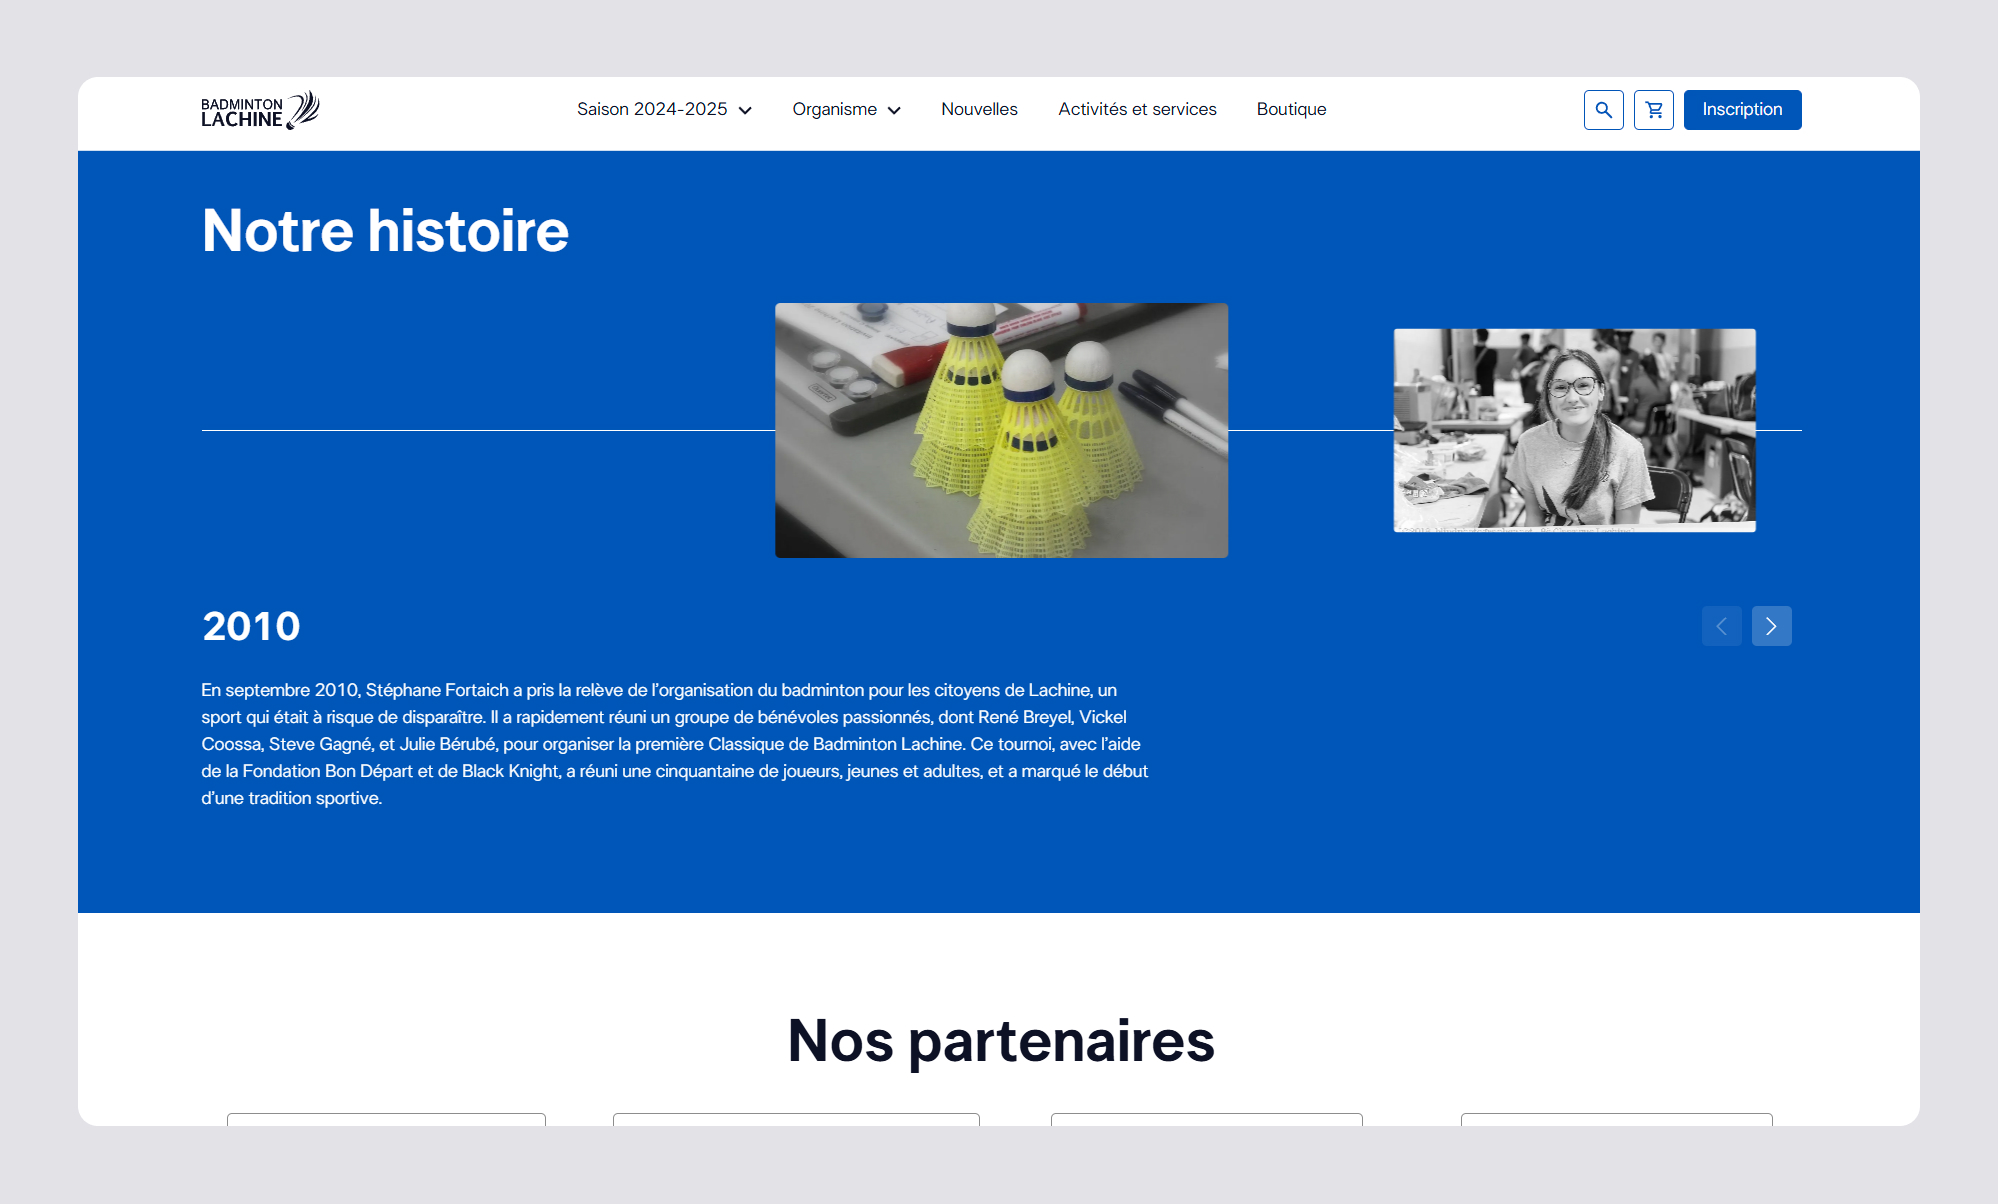 BADMINTON
LACHINE
Saison 2024-2025
Organisme
Nouvelles
Activités et services
Boutique
Inscription
Notre histoire
2010
En septembre 2010, Stéphane Fortaich a pris la relève de l’organisation du badminton pour les citoyens de Lachine, un
sport qui était à risque de disparaître. Il a rapidement réuni un groupe de bénévoles passionnés, dont René Breyel, Vickel
Coossa, Steve Gagné, et Julie Bérubé, pour organiser la première Classique de Badminton Lachine. Ce tournoi, avec l’aide
de la Fondation Bon Départ et de Black Knight, a réuni une cinquantaine de joueurs, jeunes et adultes, et a marqué le début
d’une tradition sportive.
Nos partenaires